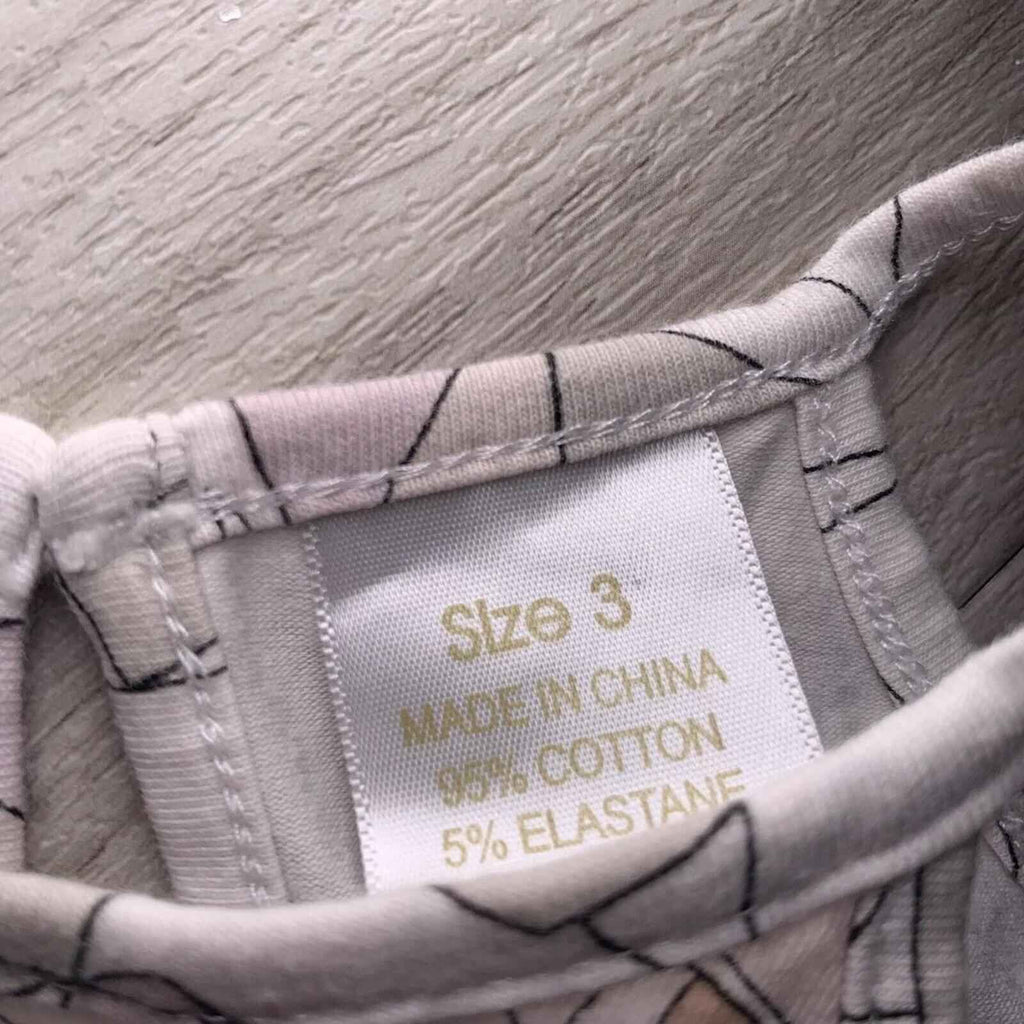 Size 3
MADE IN CHINA
95% COTTON
5% ELASTANE